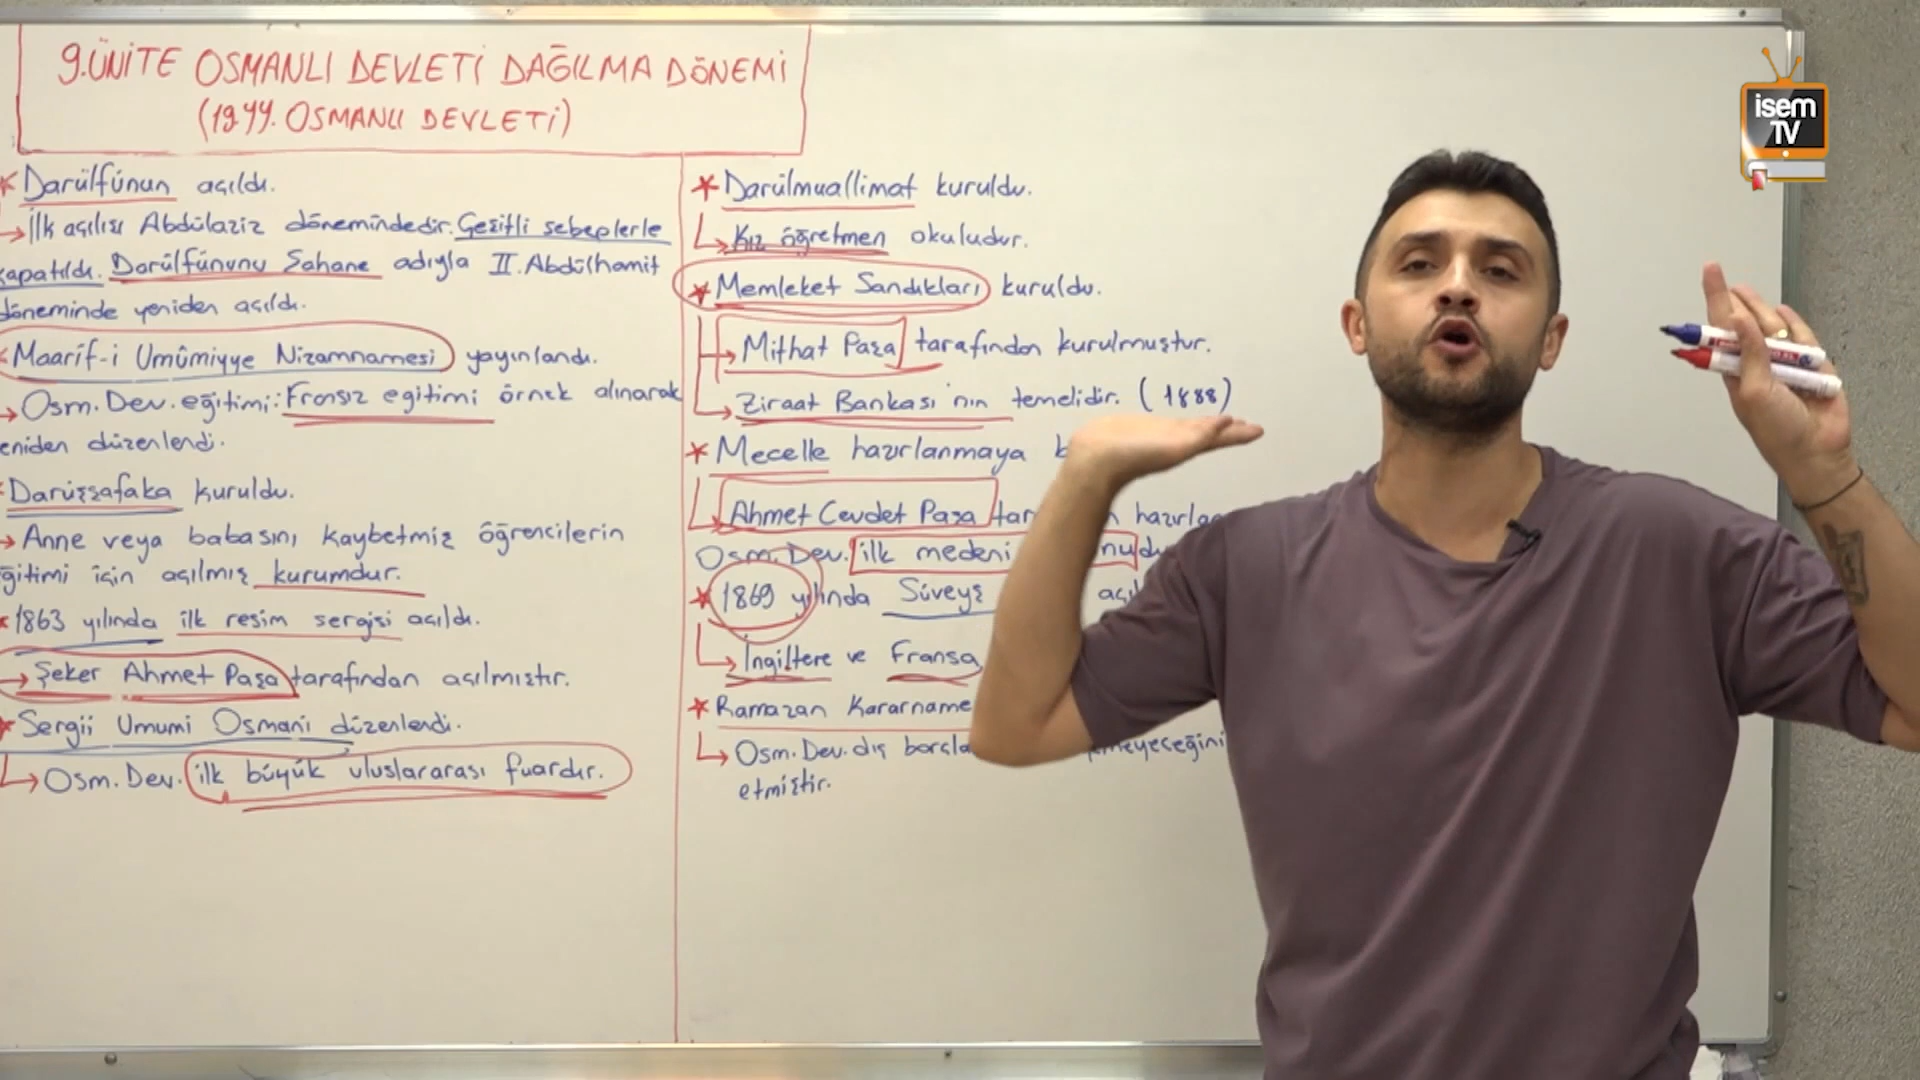 9.ÜNİTE OSMANLI DEVLETİ DAĞILMA DÖNEMİ
(19.YY. OSMANLI DEVLETİ)
* Darülfünun açıldı.
→ İlk açılışı Abdülaziz dönemindedir. Çeşitli sebeplerle
kapatıldı. Darülfünunu Şahane adıyla II. Abdülhamit
döneminde yeniden açıldı.
Maarif-i Umûmiyye Nizamnamesi yayınlandı.
→ Osm. Dev. eğitimi: Fransız eğitimi örnek alınarak
yeniden düzenlendi.
Darüşşafaka kuruldu.
→ Anne veya babasını kaybetmiş öğrencilerin
eğitimi için açılmış kurumdur.
* 1863 yılında ilk resim sergisi açıldı.
→ Şeker Ahmet Paşa tarafından açılmıştır.
* Sergii Umumi Osmani düzenlendi.
→ Osm. Dev. ilk büyük uluslararası fuardır.
* Darülmuallimat kuruldu.
→ Kız öğretmen okuludur.
* Memleket Sandıkları kuruldu.
→ Mithat Paşa tarafından kurulmuştur.
→ Ziraat Bankası'nın temelidir. (1888)
* Mecelle hazırlanmaya
Ahmet Cevdet Paşa
Osm. Dev. ilk medeni
* 1869 yılında Süveyş
→ İngiltere ve Fransa
* Ramazan Kararname
→ Osm. Dev. dış
etmiştir.
isem
TV